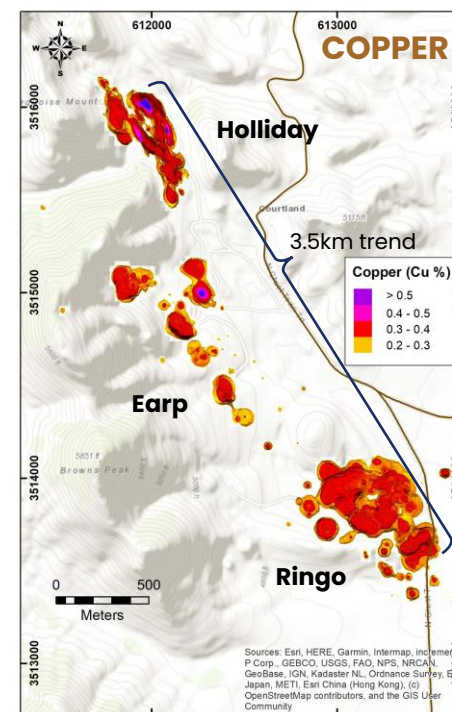 612000
613000
N
W
E
S
COPPER
3516000
Holliday
Courtland
5115 ft
3.5km trend
Copper (Cu %)
> 0.5
0.4 - 0.5
0.3 - 0.4
0.2 - 0.3
3515000
Earp
5851 ft
Browns Peak
3514000
Ringo
0
500
Meters
3513000
Sources: Esri, HERE, Garmin, Intermap, incremen
P Corp., GEBCO, USGS, FAO, NPS, NRCAN,
GeoBase, IGN, Kadaster NL, Ordnance Survey, E
Japan, METI, Esri China (Hong Kong), (c)
OpenStreetMap contributors, and the GIS User
Community